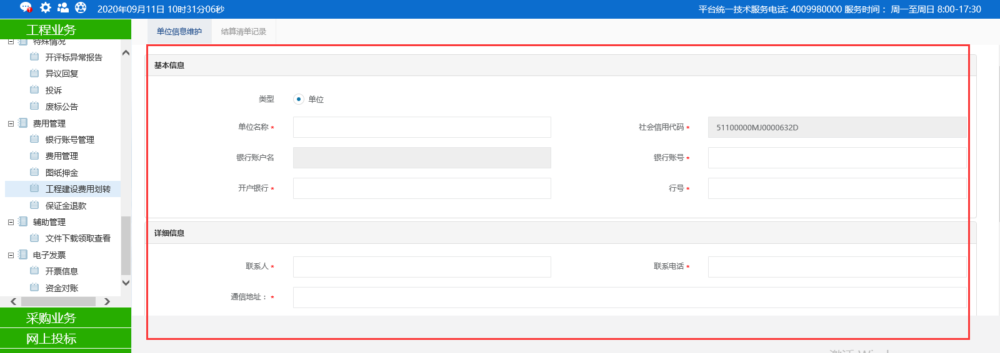 2020年09月11日 10时31分06秒
平台统一技术服务电话: 4009980000 服务时间： 周一至周日 8:00-17:30
工程业务
特殊情况
开评标异常报告
异议回复
投诉
废标公告
费用管理
银行账号管理
费用管理
图纸押金
工程建设费用划转
保证金退款
辅助管理
文件下载领取查看
电子发票
开票信息
资金对账
采购业务
网上投标
单位信息维护 结算清单记录
基本信息
类型 单位
单位名称 * 社会信用代码 * 51100000MJ0000632D
银行账户名 银行账号 *
开户银行 * 行号 *
详细信息
联系人 * 联系电话 *
通信地址： *